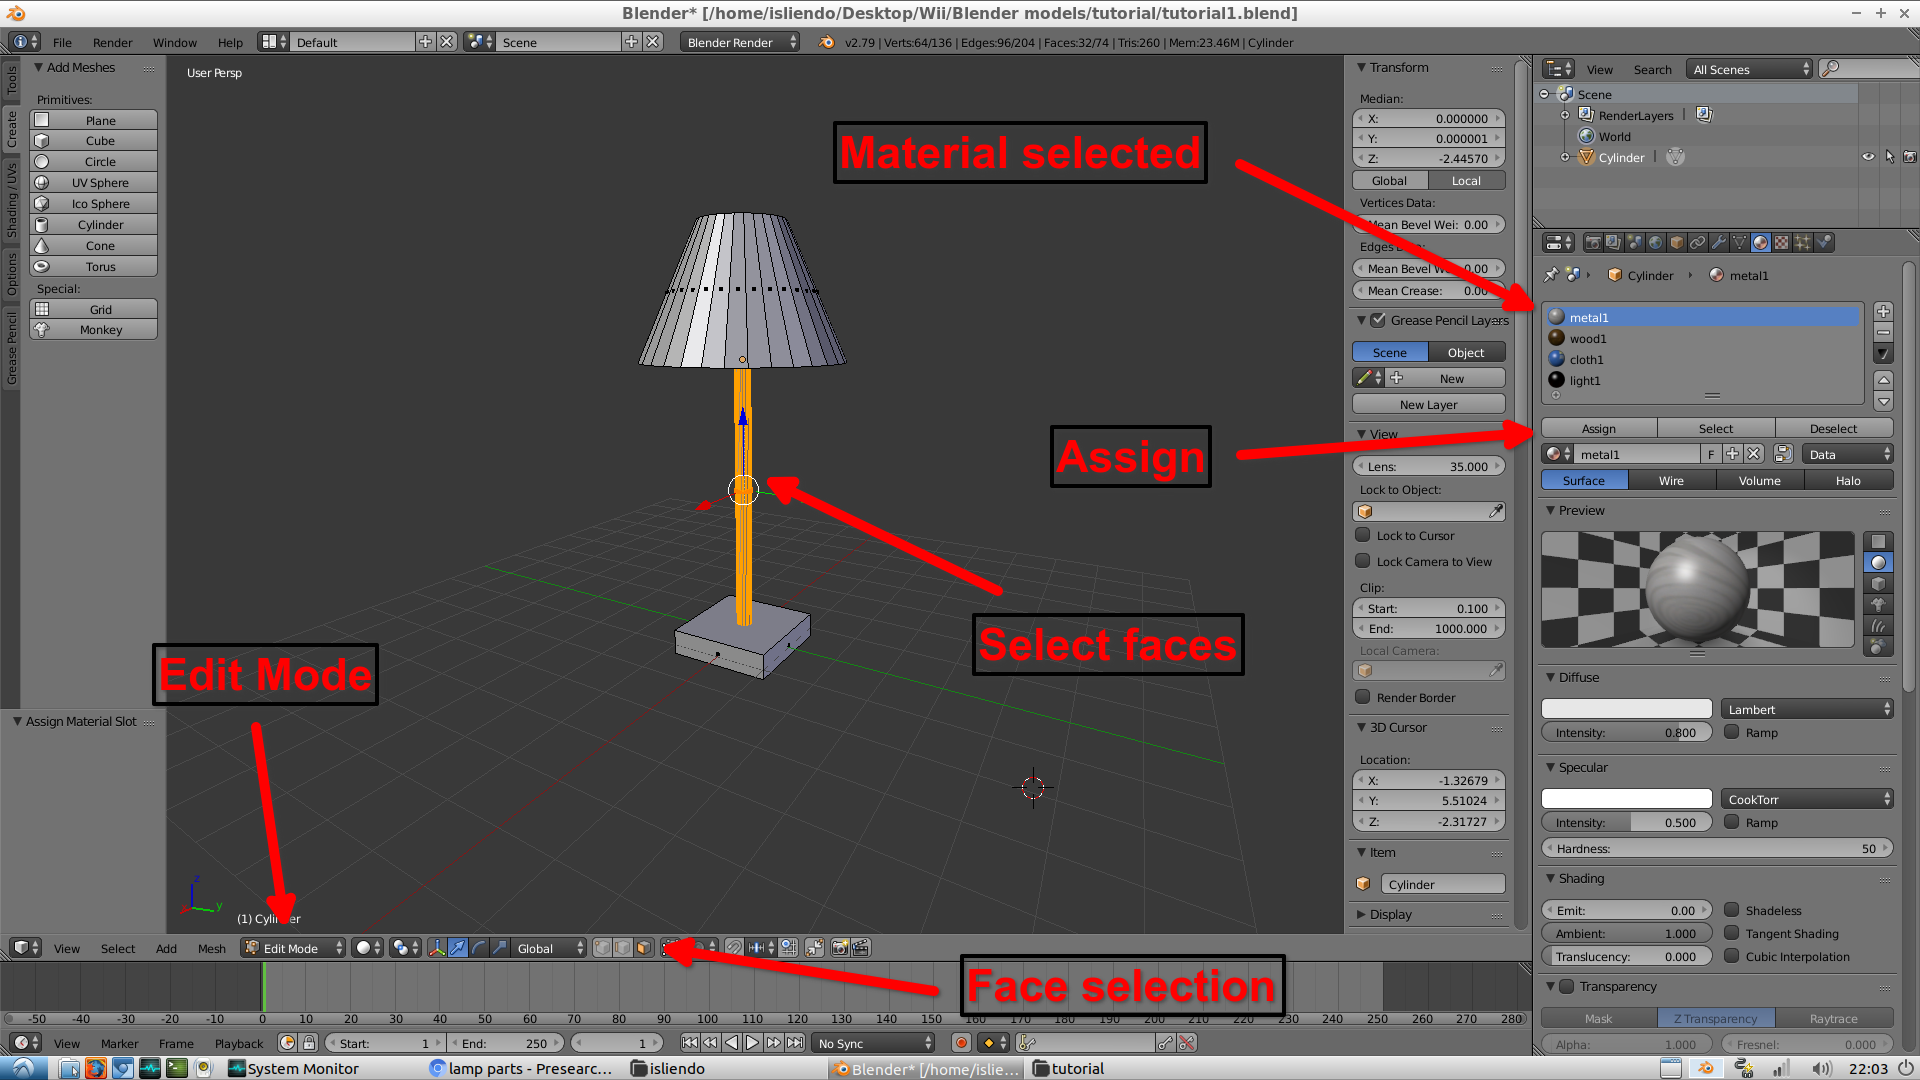 Blender* [/home/isliendo/Desktop/Wii/Blender models/tutorial/tutorial1.blend]
File Render Window Help Default Scene Blender Render v2.79 | Verts:64/136 | Edges:96/204 | Faces:32/74 | Tris:260 | Mem:23.46M | Cylinder
Tools
Create
Shading / UVs
Options
Grease Pencil
Add Meshes
Primitives:
Plane
Cube
Circle
UV Sphere
Ico Sphere
Cylinder
Cone
Torus
Special:
Grid
Monkey
Assign Material Slot
User Persp
Material selected
Assign
Select faces
Edit Mode
Face selection
z
y
(1) Cylinder
Transform
Median:
X: 0.000000
Y: 0.000001
Z: -2.44570
Global Local
Vertices Data:
Mean Bevel Wei: 0.00
Edges
Mean Bevel We 0.00
Mean Crease: 0.00
Grease Pencil Layers
Scene Object
New
New Layer
View
Lens: 35.000
Lock to Object:
Lock to Cursor
Lock Camera to View
Clip:
Start: 0.100
End: 1000.000
Local Camera:
Render Border
3D Cursor
Location:
X: -1.32679
Y: 5.51024
Z: -2.31727
Item
Cylinder
Display
View Search All Scenes
Scene
RenderLayers |
World
Cylinder |
Cylinder metal1
metal1
wood1
cloth1
light1
Assign Select Deselect
metal1 F Data
Surface Wire Volume Halo
Preview
Diffuse
Lambert
Intensity: 0.800 Ramp
Specular
CookTorr
Intensity: 0.500 Ramp
Hardness: 50
Shading
Emit: 0.00 Shadeless
Ambient: 1.000 Tangent Shading
Translucency: 0.000 Cubic Interpolation
Transparency
Mask Z Transparency Raytrace
Alpha: 1.000 Fresnel: 0.000
View Select Add Mesh Edit Mode Global
-50 -40 -30 -20 -10 0 10 20 30 40 50 60 70 80 90 100 110 120 130 140 150 160 170 180 190 200 210 220 230 240 250 260 270 280
View Marker Frame Playback Start: 1 End: 250 1 No Sync
System Monitor lamp parts - Presearc... isliendo Blender* [/home/islie... tutorial 22:03